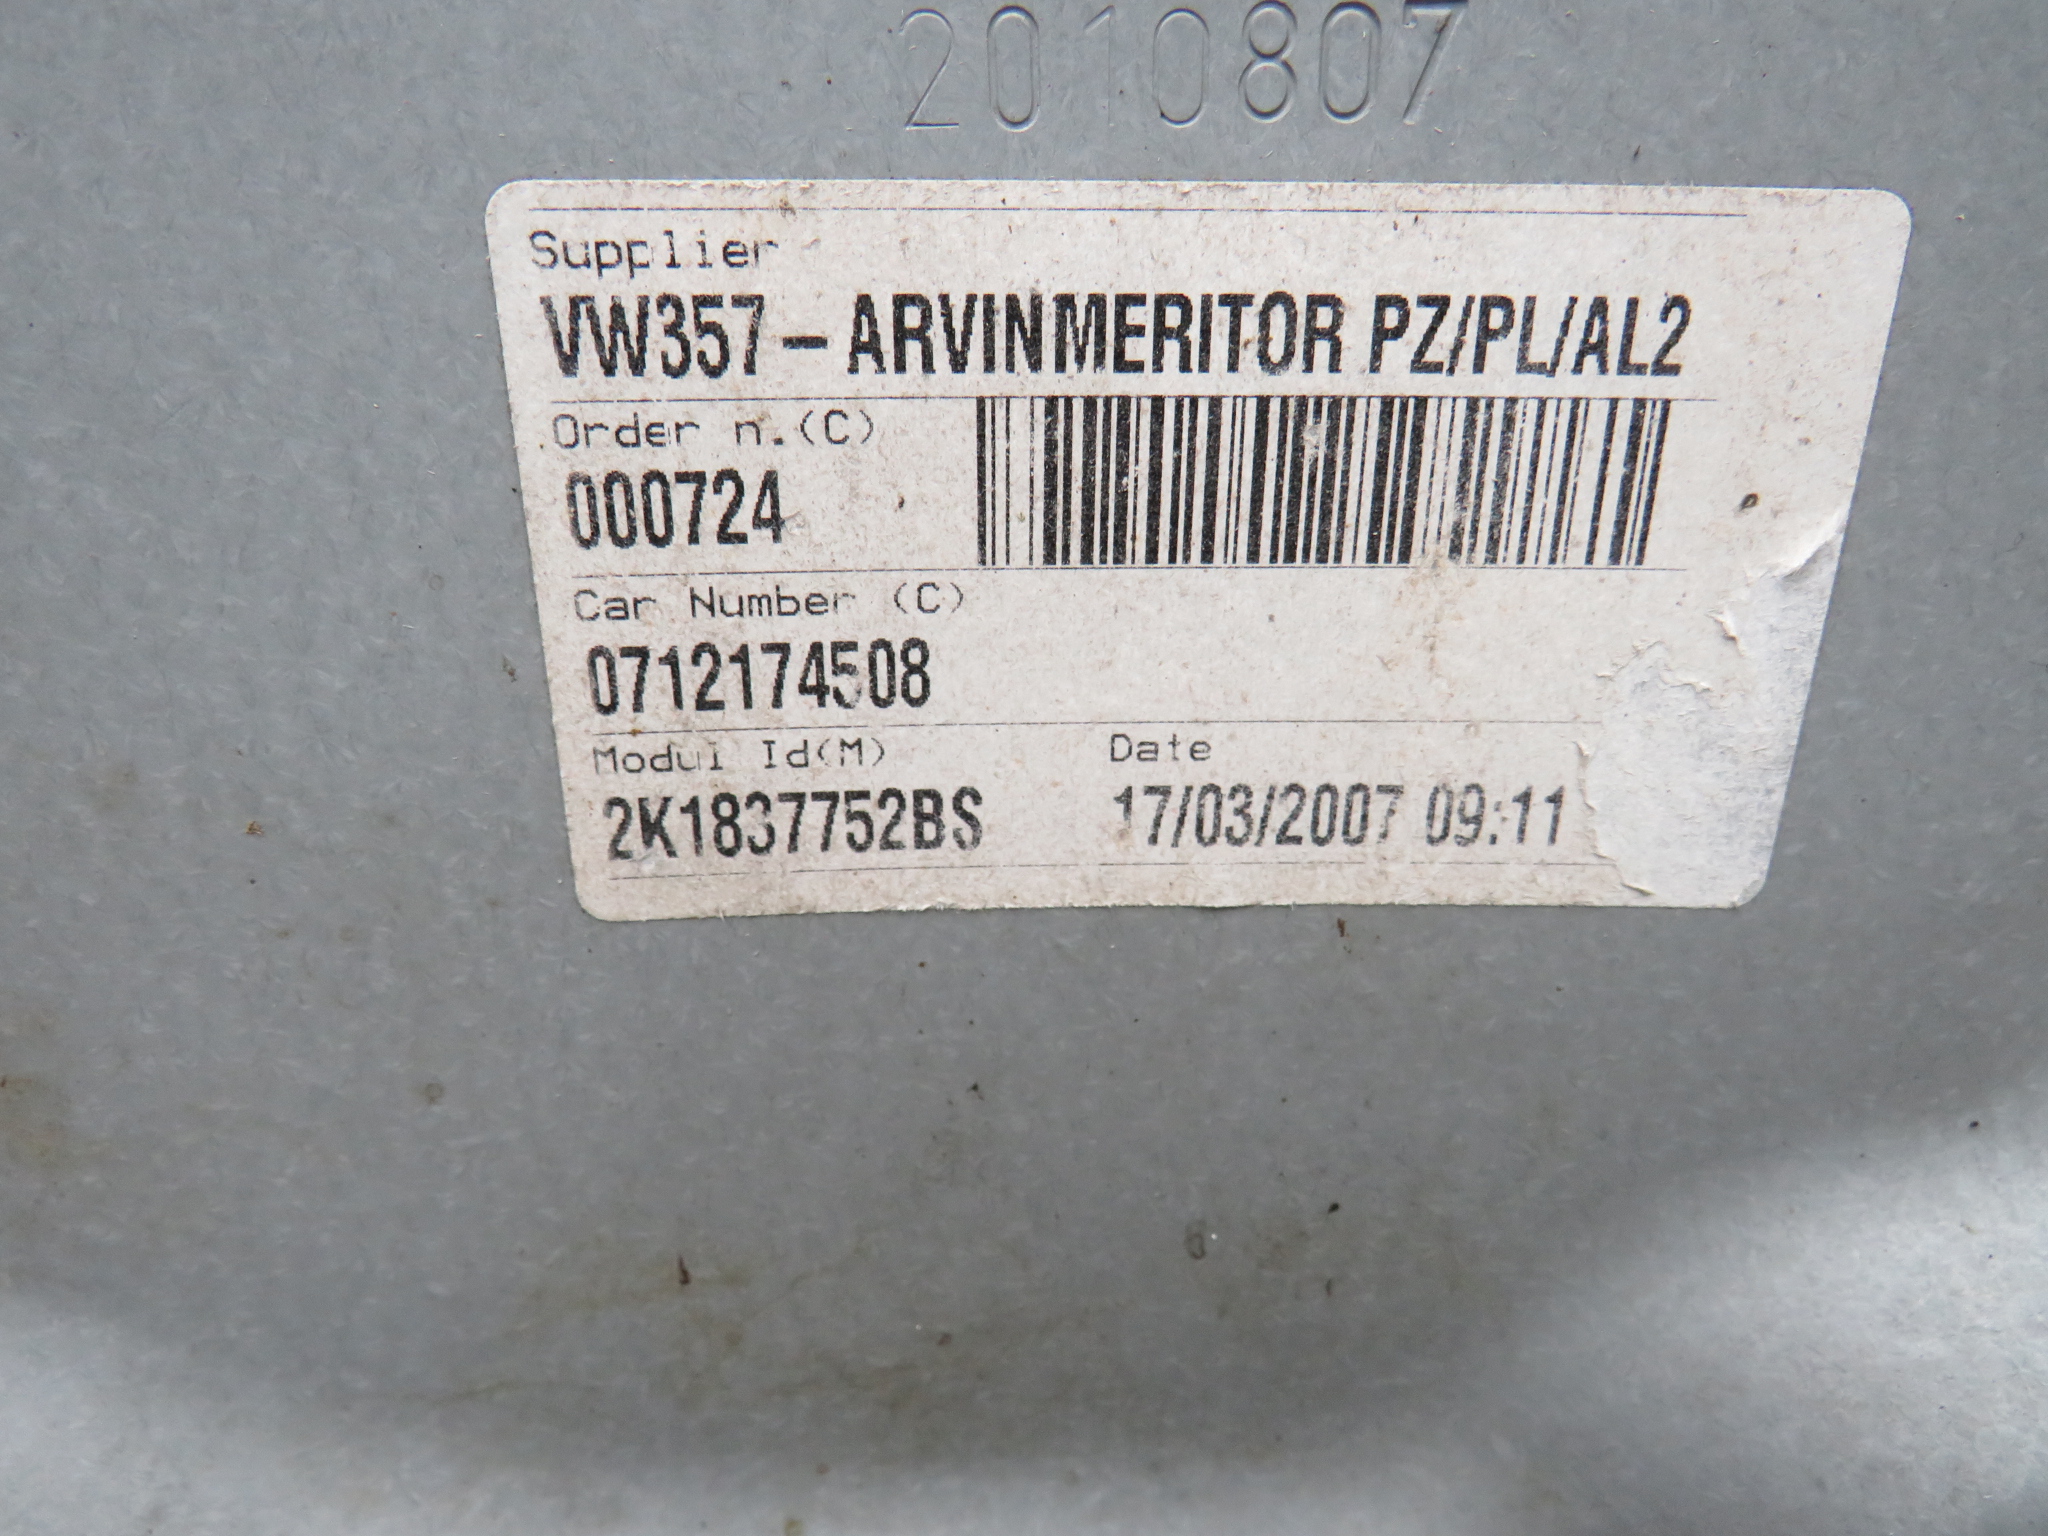 2010807
Supplier
VW357-ARVINMERITOR PZ/PL/AL2
Order n.(C)
000724
Car Number (C)
0712174508
Modul Id(M) Date
2K1837752BS 17/03/2007 09:11